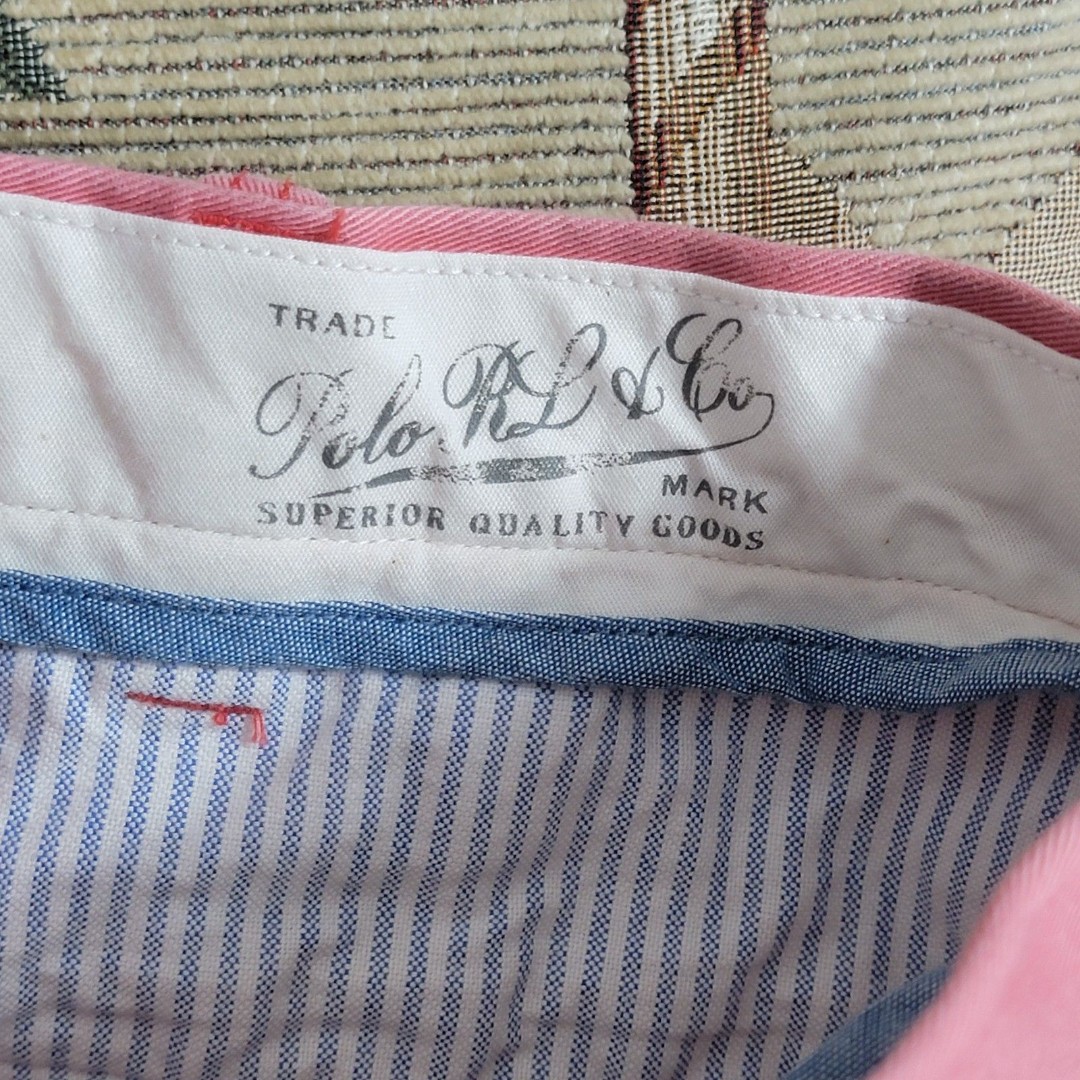 TRADE
Polo RL & Co
MARK
SUPERIOR QUALITY GOODS